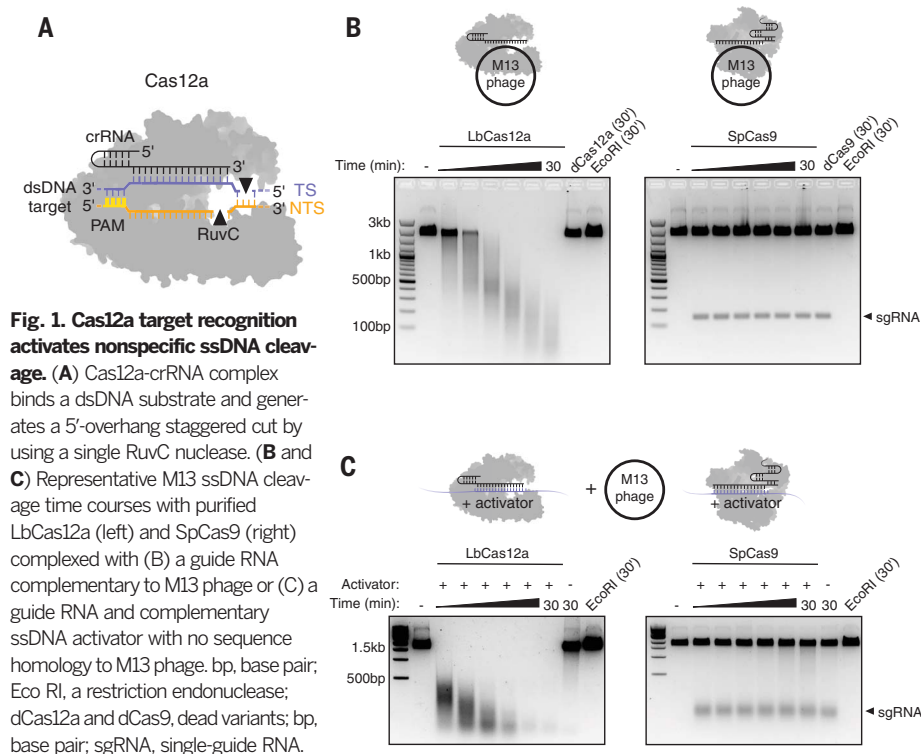 A
Cas12a
crRNA
5'
3'
dsDNA
target
3'
5'
5'
TS
3'
NTS
PAM
RuvC
Fig. 1. Cas12a target recognition
activates nonspecific ssDNA cleav-
age. (A) Cas12a-crRNA complex
binds a dsDNA substrate and gener-
ates a 5′-overhang staggered cut by
using a single RuvC nuclease. (B and
C) Representative M13 ssDNA cleav-
age time courses with purified
LbCas12a (left) and SpCas9 (right)
complexed with (B) a guide RNA
complementary to M13 phage or (C) a
guide RNA and complementary
ssDNA activator with no sequence
homology to M13 phage. bp, base pair;
Eco RI, a restriction endonuclease;
dCas12a and dCas9, dead variants; bp,
base pair; sgRNA, single-guide RNA.
B
M13
phage
M13
phage
LbCas12a
SpCas9
Time (min): - 30 dCas12a (30') EcoRI (30')
- 30 dCas9 (30') EcoRI (30')
3kb
1kb
500bp
100bp
sgRNA
C
+ activator
+
M13
phage
+ activator
LbCas12a
SpCas9
Activator: + + + + + + -
+ + + + + + -
Time (min): - 30 30 EcoRI (30')
- 30 30 EcoRI (30')
1.5kb
500bp
sgRNA